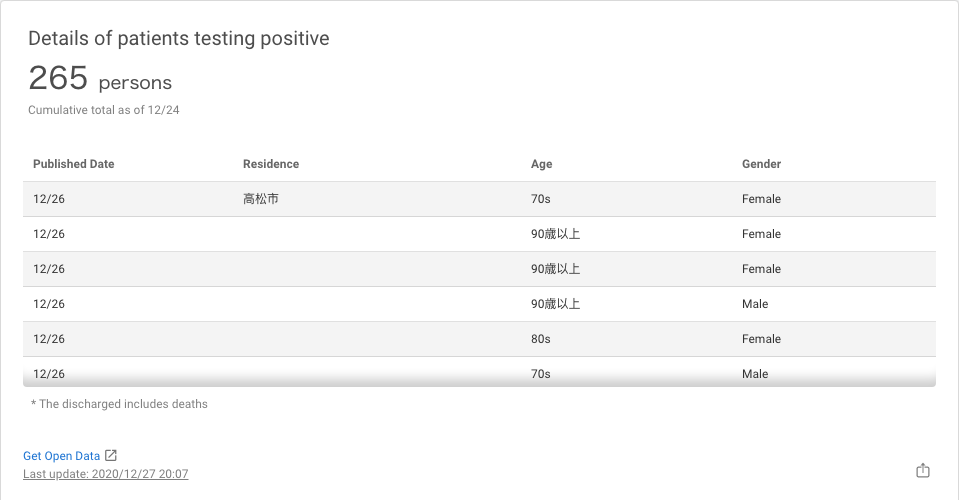 Details of patients testing positive
265 persons
Cumulative total as of 12/24
Published Date Residence Age Gender
12/26 高松市 70s Female
12/26 90歳以上 Female
12/26 90歳以上 Female
12/26 90歳以上 Male
12/26 80s Female
12/26 70s Male
* The discharged includes deaths
Get Open Data
Last update: 2020/12/27 20:07